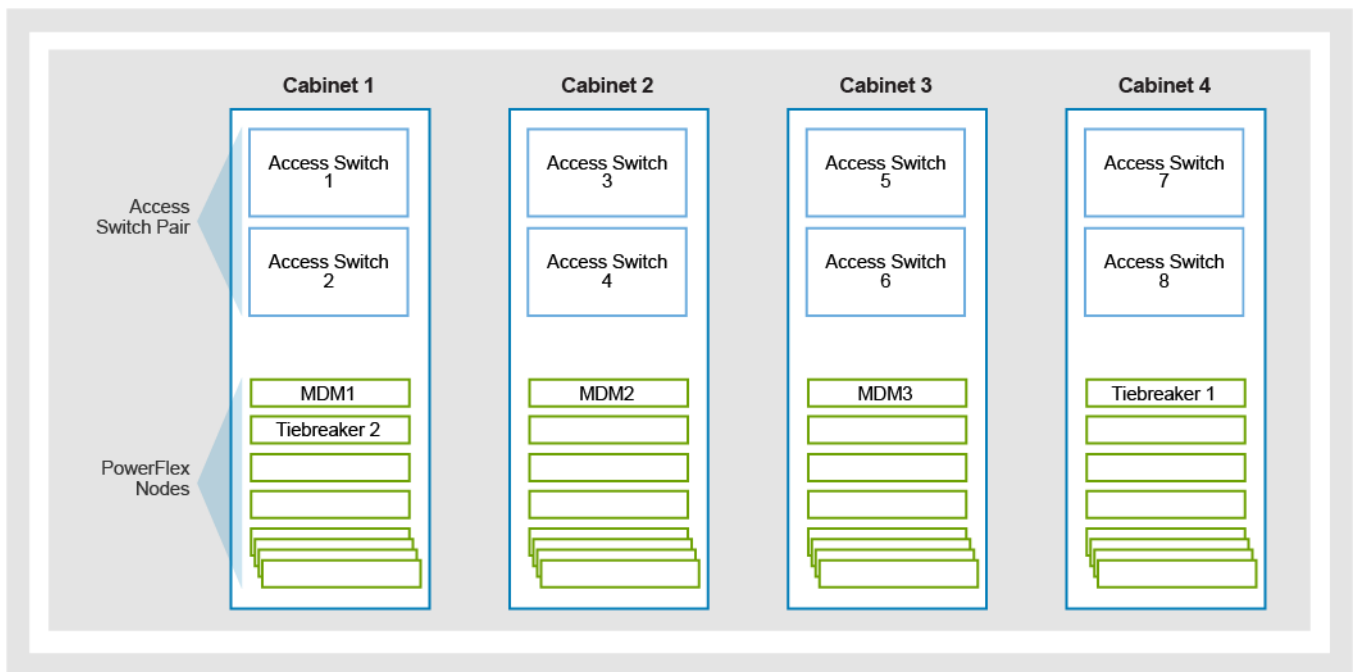 Cabinet 1
Cabinet 2
Cabinet 3
Cabinet 4
Access
Switch Pair
Access Switch
1
Access Switch
2
Access Switch
3
Access Switch
4
Access Switch
5
Access Switch
6
Access Switch
7
Access Switch
8
PowerFlex
Nodes
MDM1
Tiebreaker 2
MDM2
MDM3
Tiebreaker 1